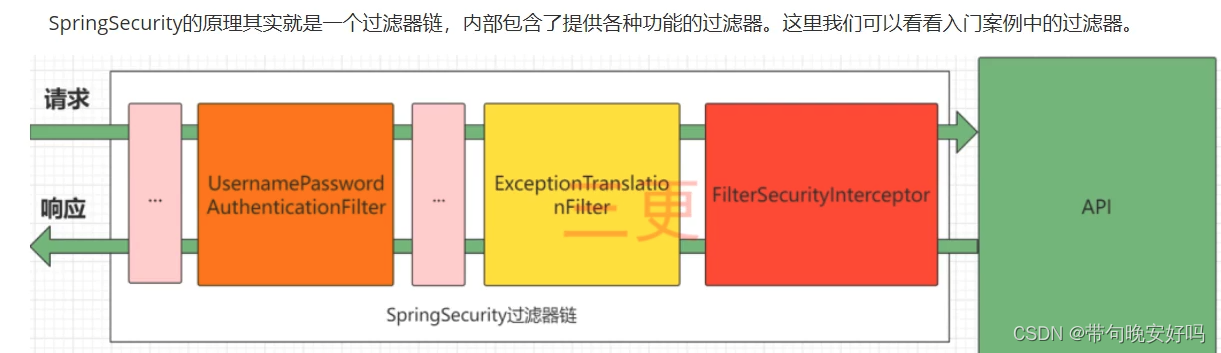 SpringSecurity的原理其实就是一个过滤器链，内部包含了提供各种功能的过滤器。这里我们可以看看入门案例中的过滤器。
请求
响应
...
UsernamePassword
AuthenticationFilter
...
ExceptionTranslatio
nFilter
FilterSecurityInterceptor
API
三更
SpringSecurity过滤器链
CSDN @带句晚安好吗